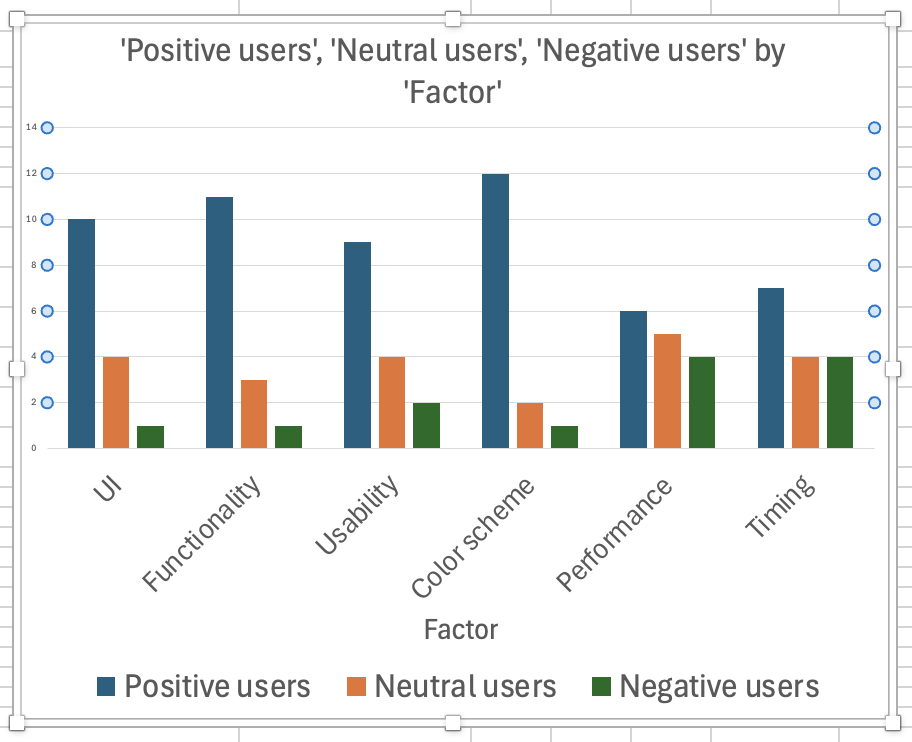 'Positive users', 'Neutral users', 'Negative users' by
'Factor'
14
12
10
8
6
4
2
0
UI
Functionality
Usability
Color scheme
Performance
Timing
Factor
Positive users
Neutral users
Negative users